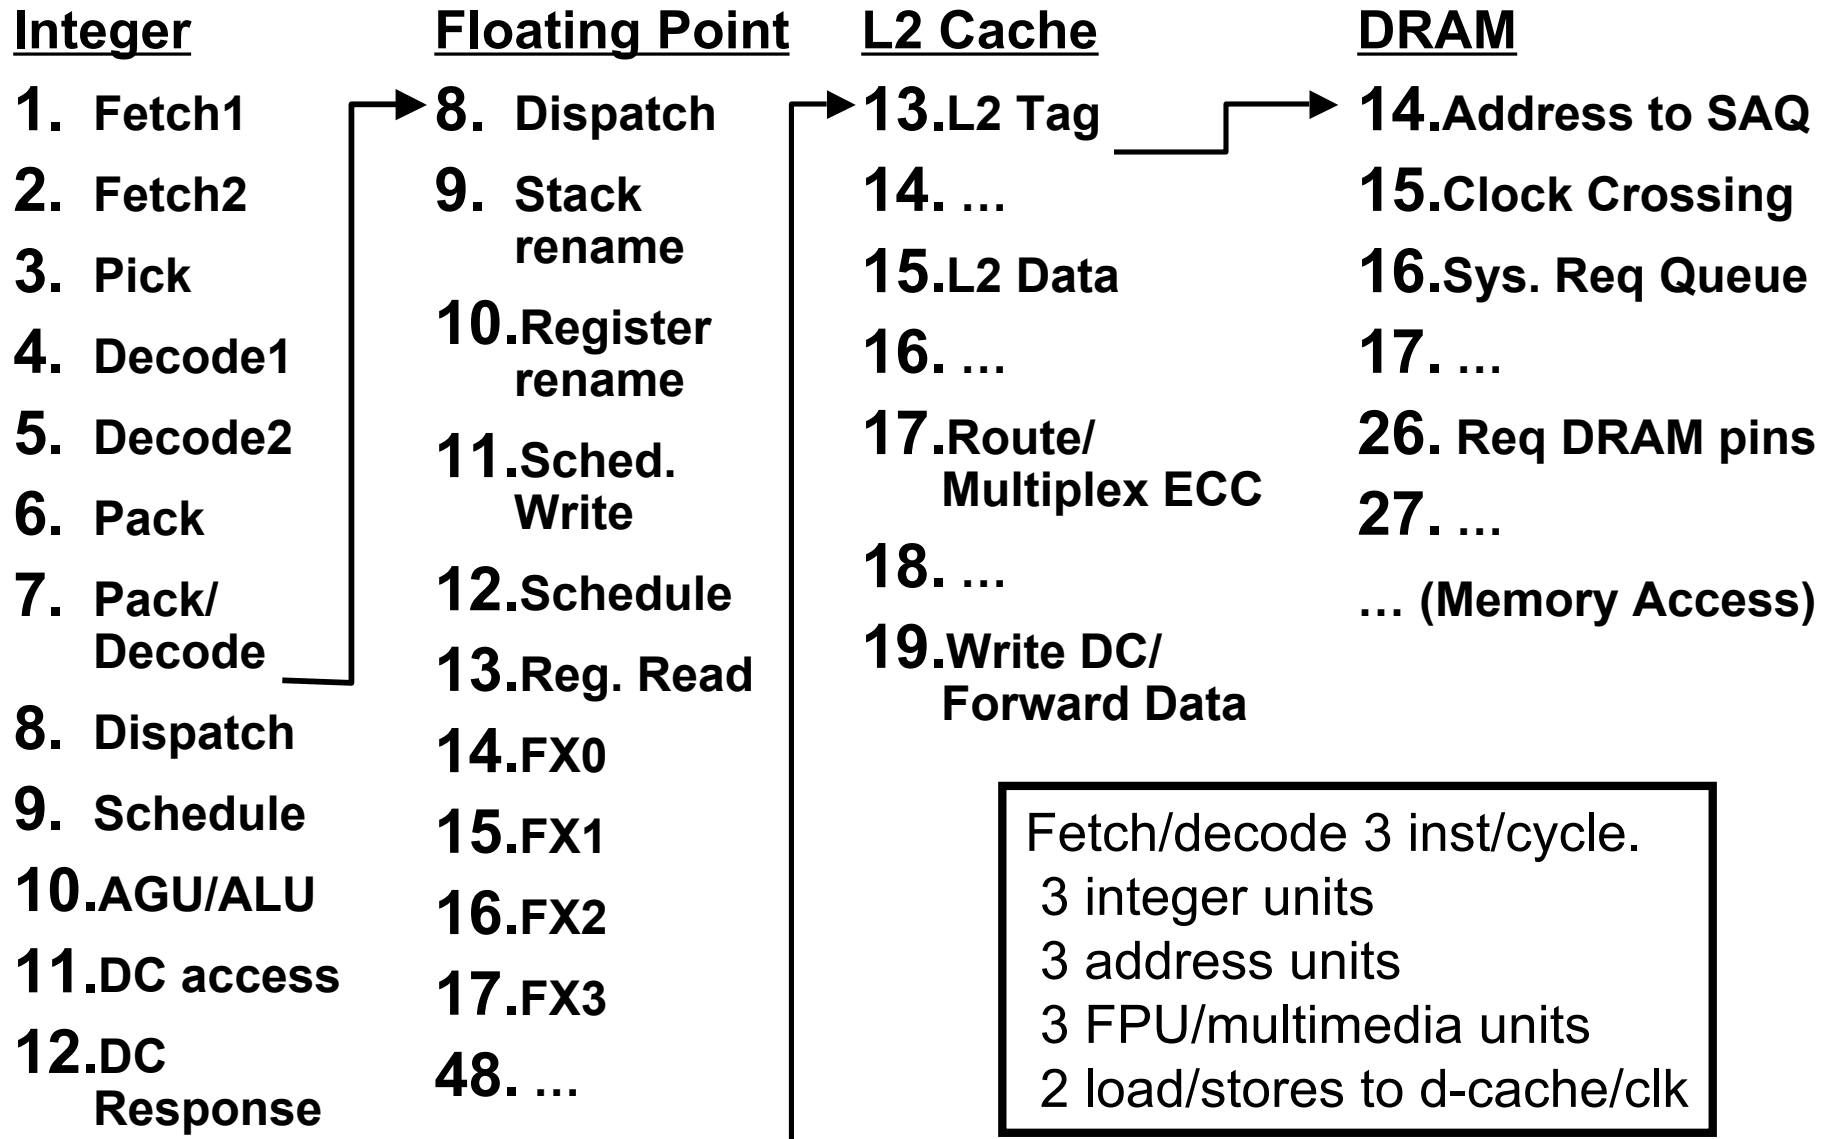 Integer
1. Fetch1
2. Fetch2
3. Pick
4. Decode1
5. Decode2
6. Pack
7. Pack/
Decode
8. Dispatch
9. Schedule
10.AGU/ALU
11.DC access
12.DC
Response
Floating Point
8. Dispatch
9. Stack
rename
10.Register
rename
11.Sched.
Write
12.Schedule
13.Reg. Read
14.FX0
15.FX1
16.FX2
17.FX3
48. ...
L2 Cache
13.L2 Tag
14. ...
15.L2 Data
16. ...
17.Route/
Multiplex ECC
18. ...
19.Write DC/
Forward Data
DRAM
14.Address to SAQ
15.Clock Crossing
16.Sys. Req Queue
17. ...
26. Req DRAM pins
27. ...
... (Memory Access)
Fetch/decode 3 inst/cycle.
3 integer units
3 address units
3 FPU/multimedia units
2 load/stores to d-cache/clk